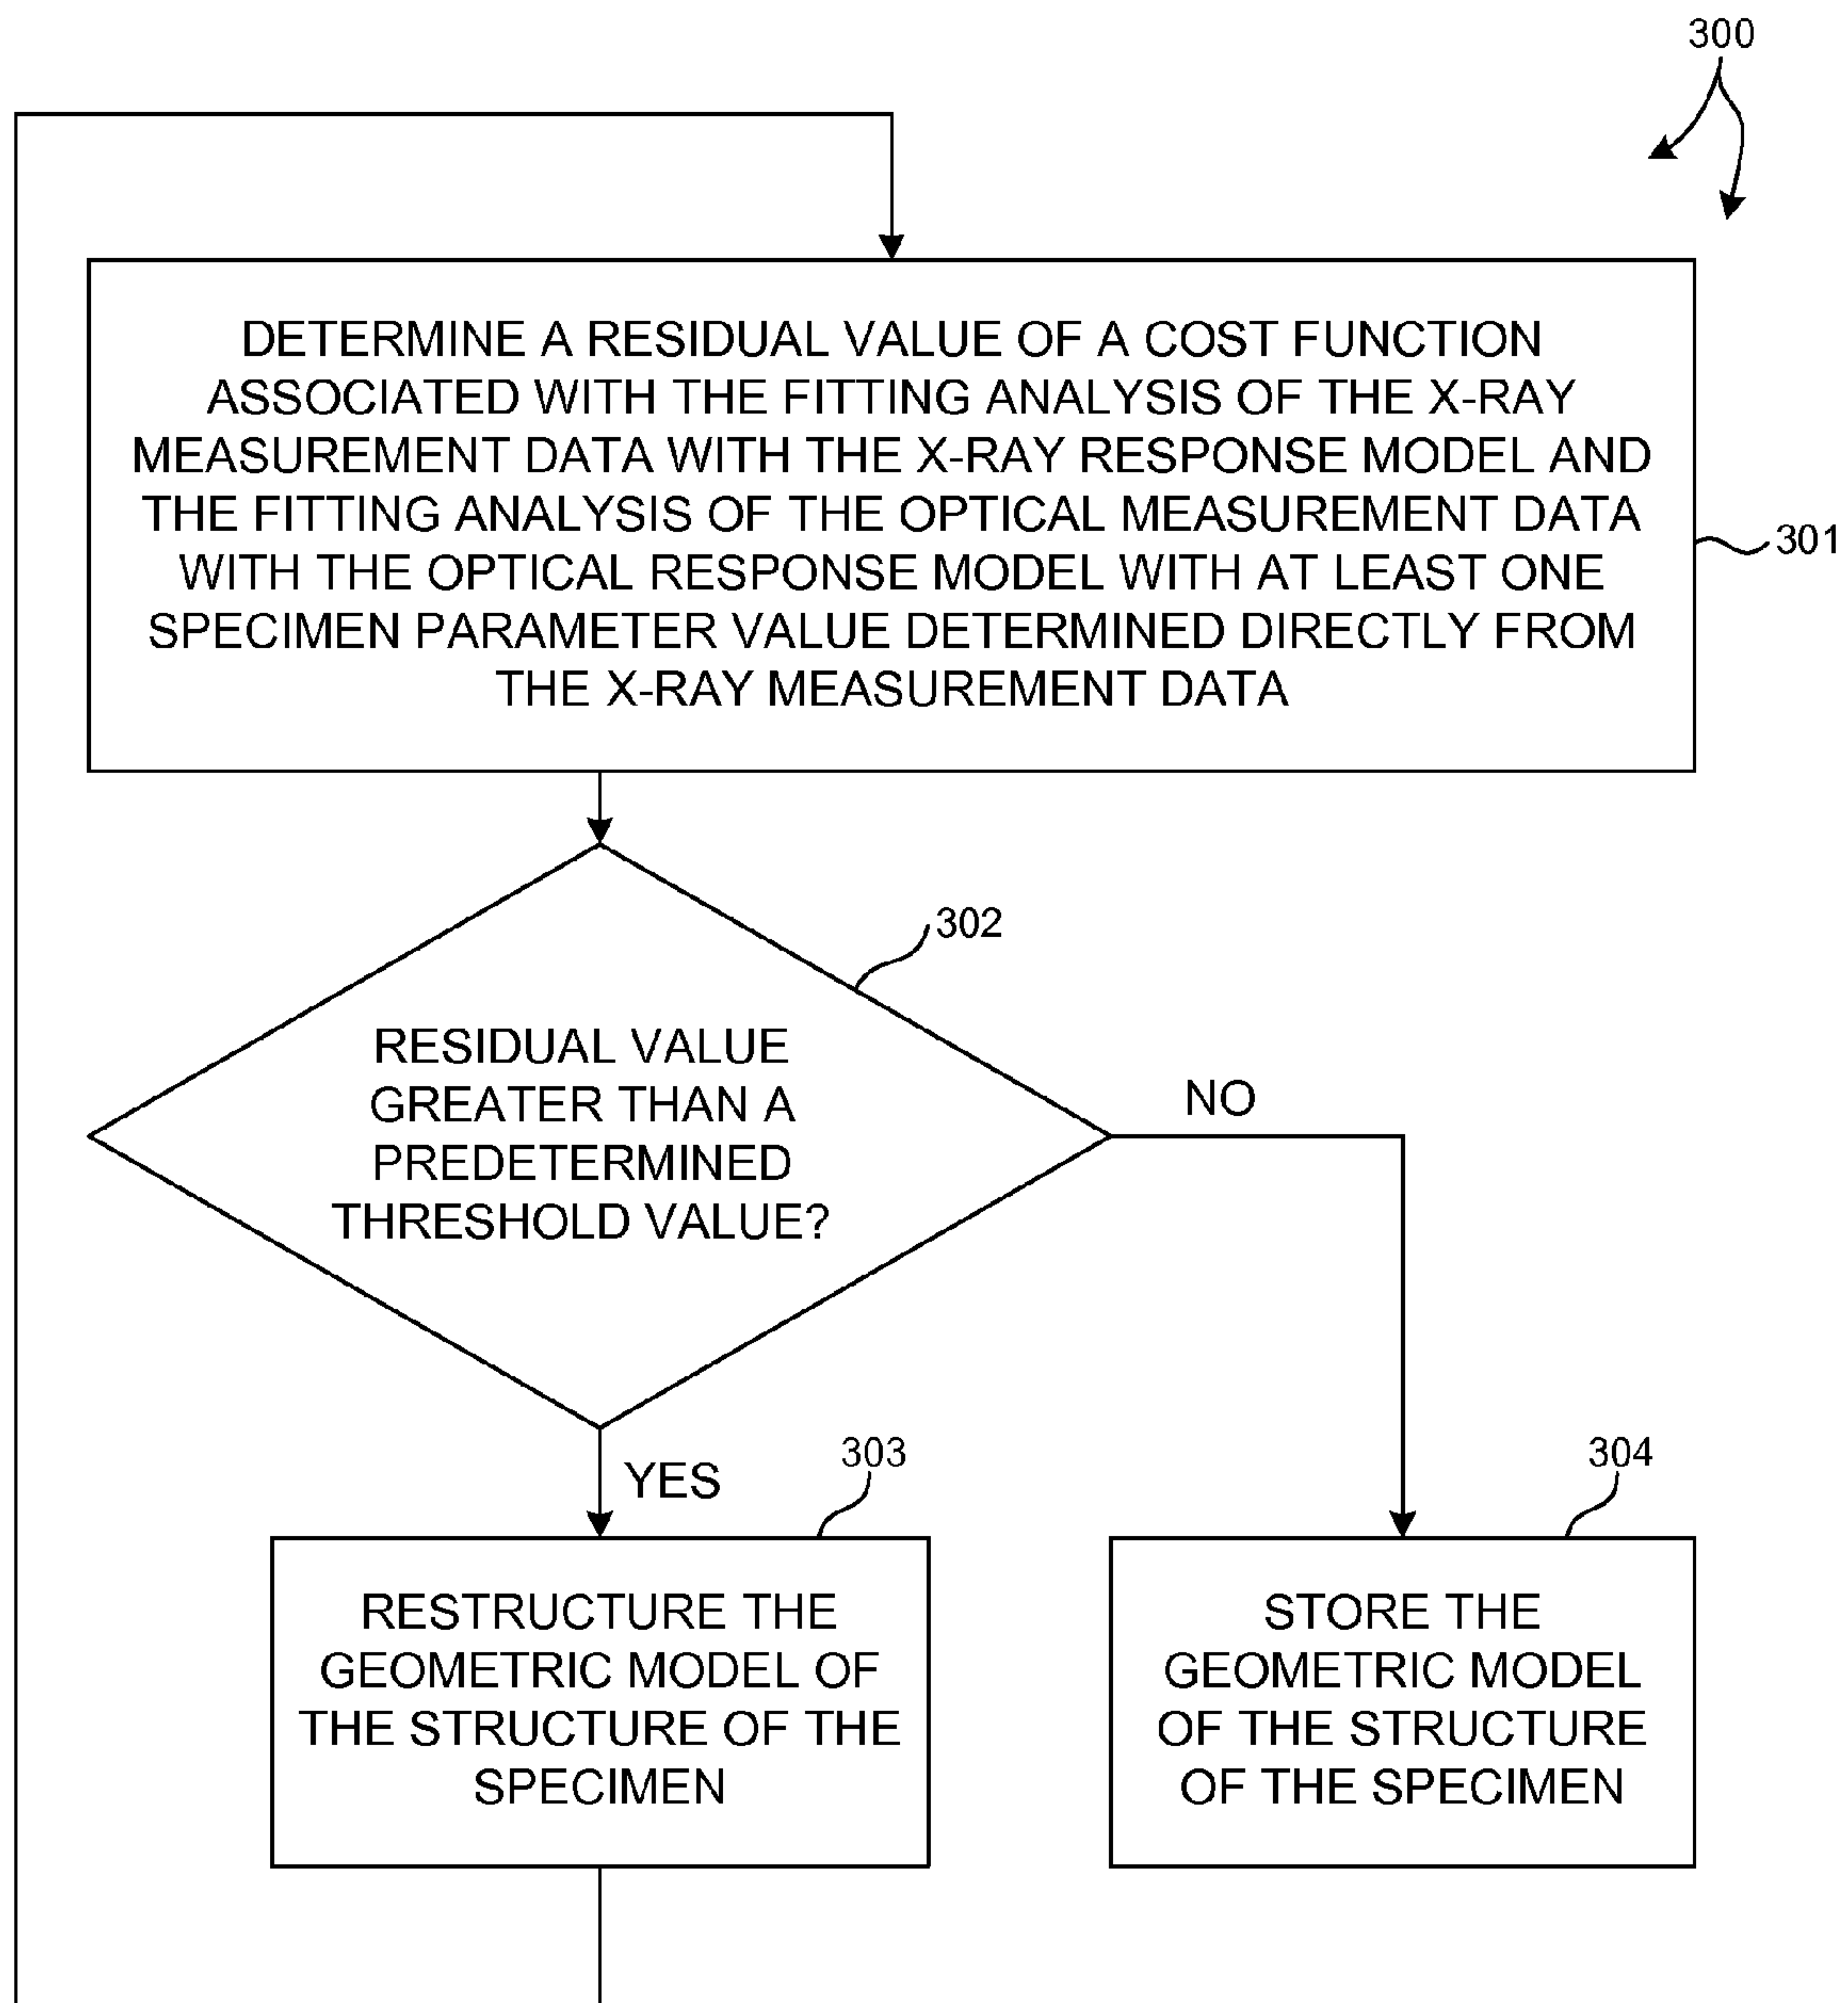 300
DETERMINE A RESIDUAL VALUE OF A COST FUNCTION
ASSOCIATED WITH THE FITTING ANALYSIS OF THE X-RAY
MEASUREMENT DATA WITH THE X-RAY RESPONSE MODEL AND
THE FITTING ANALYSIS OF THE OPTICAL MEASUREMENT DATA
WITH THE OPTICAL RESPONSE MODEL WITH AT LEAST ONE
SPECIMEN PARAMETER VALUE DETERMINED DIRECTLY FROM
THE X-RAY MEASUREMENT DATA
301
302
RESIDUAL VALUE
GREATER THAN A
PREDETERMINED
THRESHOLD VALUE?
NO
YES
303
RESTRUCTURE THE
GEOMETRIC MODEL OF
THE STRUCTURE OF THE
SPECIMEN
304
STORE THE
GEOMETRIC MODEL
OF THE STRUCTURE
OF THE SPECIMEN